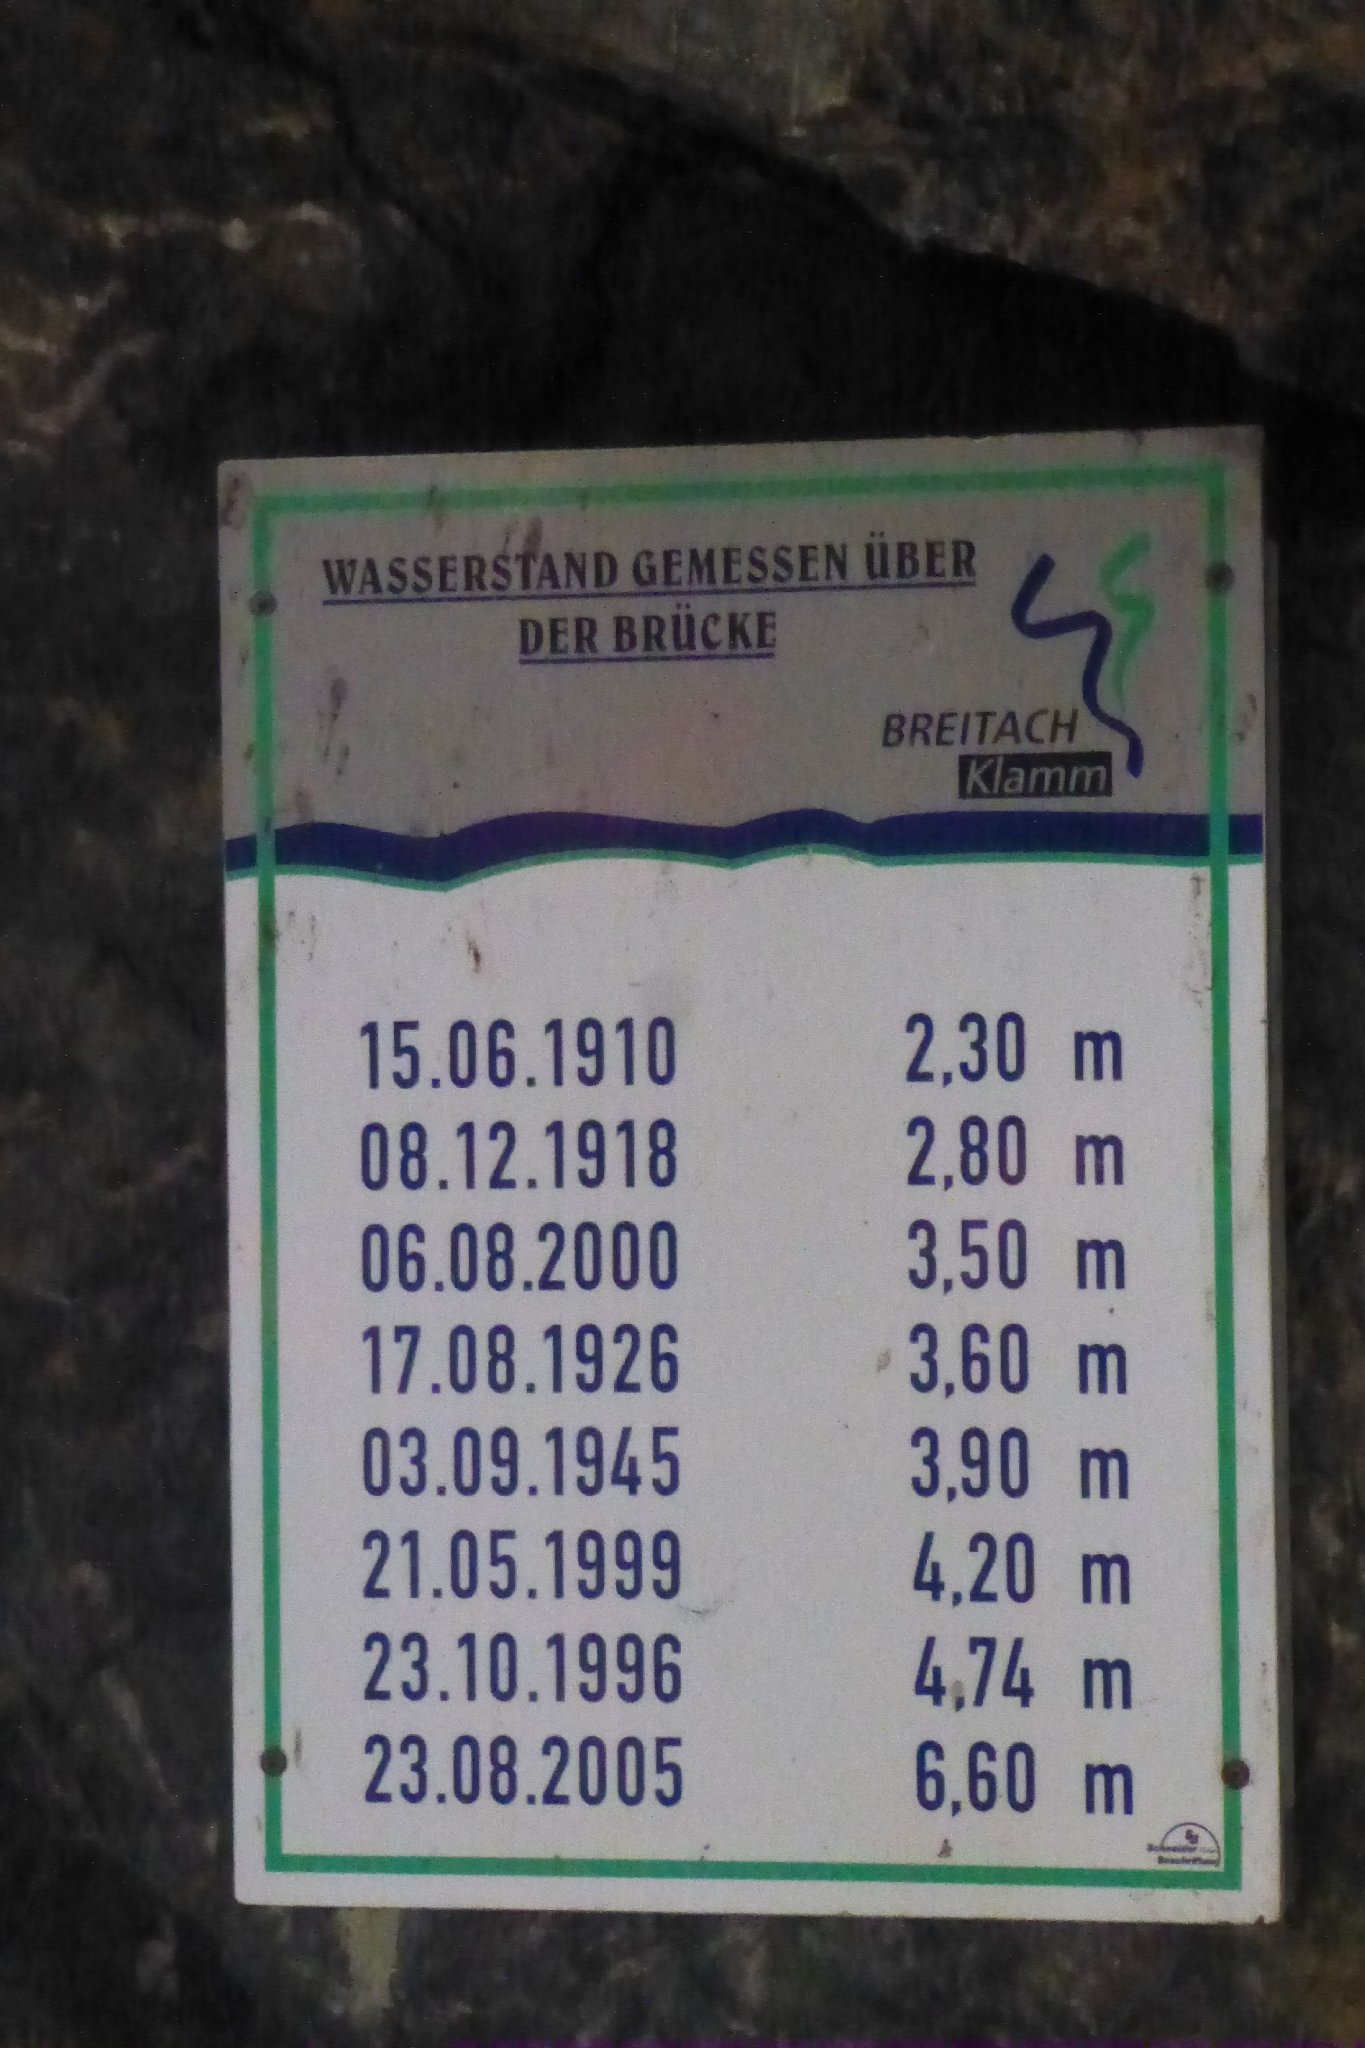 WASSERSTAND GEMESSEN ÜBER
DER BRÜCKE
BREITACH
Klamm
15.06.1910 2,30 m
08.12.1918 2,80 m
06.08.2000 3,50 m
17.08.1926 3,60 m
03.09.1945 3,90 m
21.05.1999 4,20 m
23.10.1996 4,74 m
23.08.2005 6,60 m
Schneider
Beschriftung